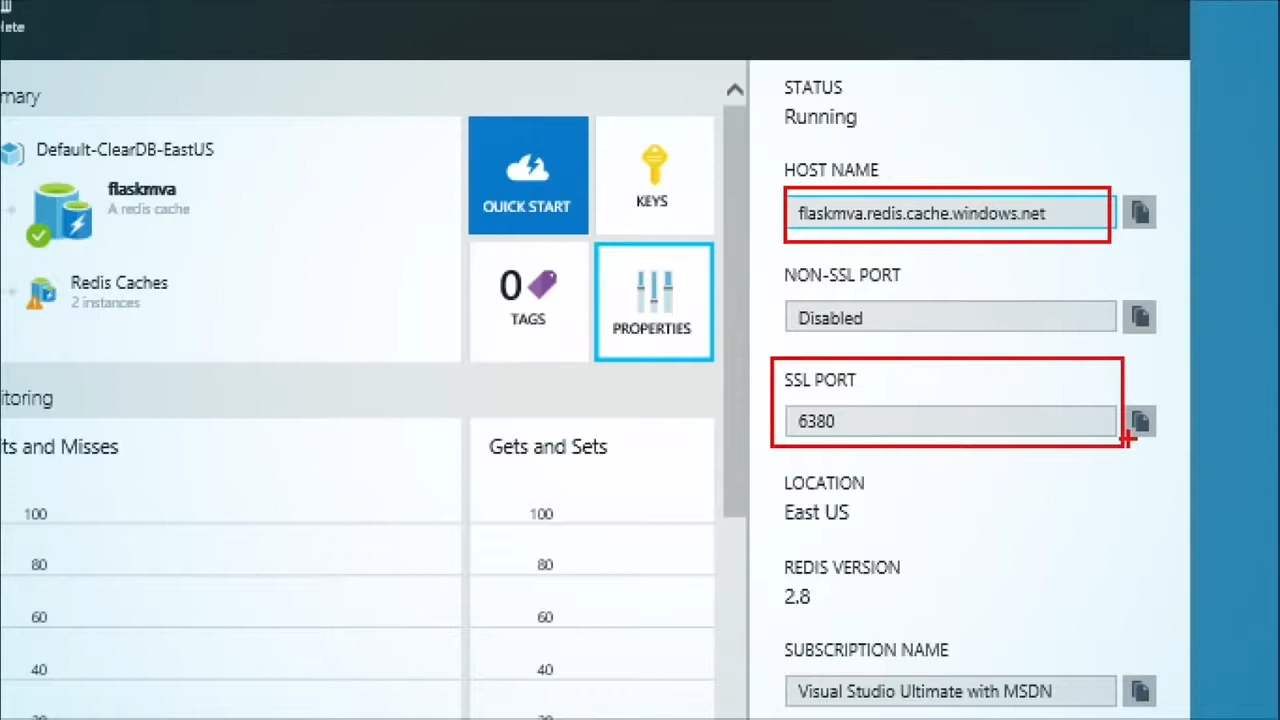 lete
mary
Default-ClearDB-EastUS
flaskmva
A redis cache
Redis Caches
2 instances
QUICK START
KEYS
0
TAGS
PROPERTIES
itoring
ts and Misses
100
80
60
40
Gets and Sets
100
80
60
40
STATUS
Running
HOST NAME
flaskmva.redis.cache.windows.net
NON-SSL PORT
Disabled
SSL PORT
6380
LOCATION
East US
REDIS VERSION
2.8
SUBSCRIPTION NAME
Visual Studio Ultimate with MSDN